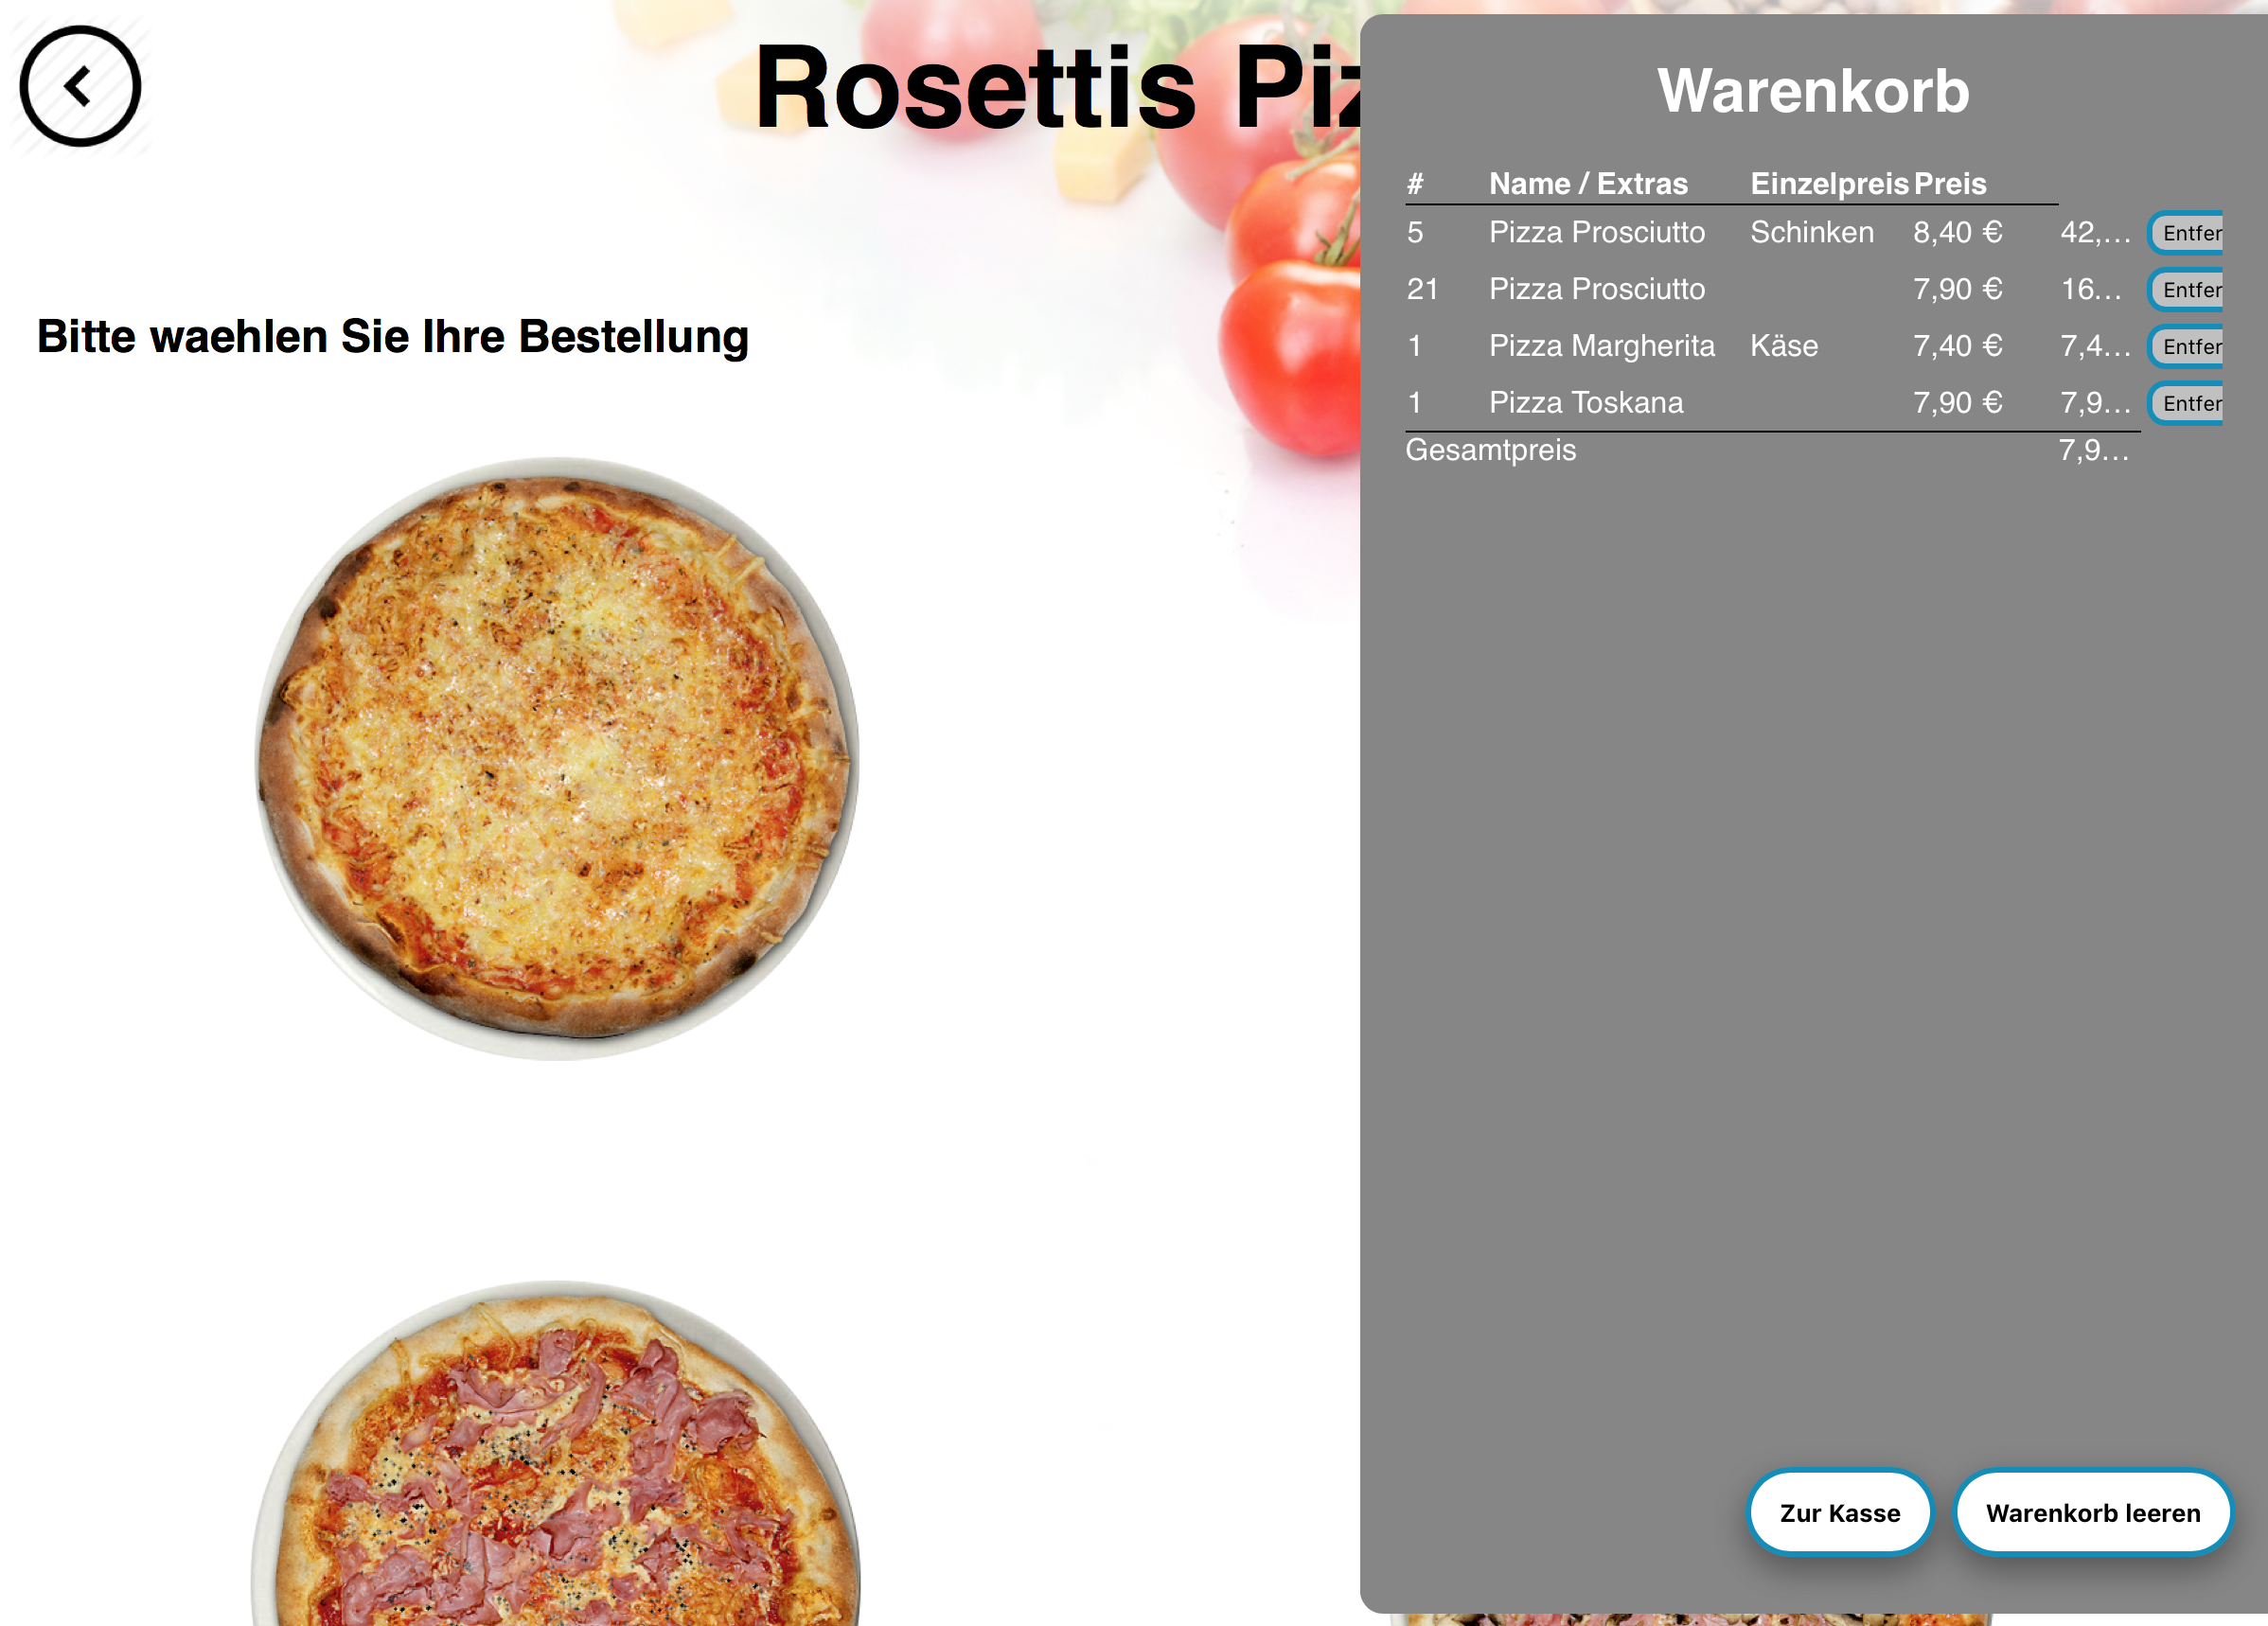 Rosettis Piz
Bitte waehlen Sie Ihre Bestellung
Warenkorb
# Name / Extras Einzelpreis Preis
5 Pizza Prosciutto Schinken 8,40 € 42,… Entfer
21 Pizza Prosciutto 7,90 € 16… Entfer
1 Pizza Margherita Käse 7,40 € 7,4… Entfer
1 Pizza Toskana 7,90 € 7,9… Entfer
Gesamtpreis 7,9…
Zur Kasse Warenkorb leeren